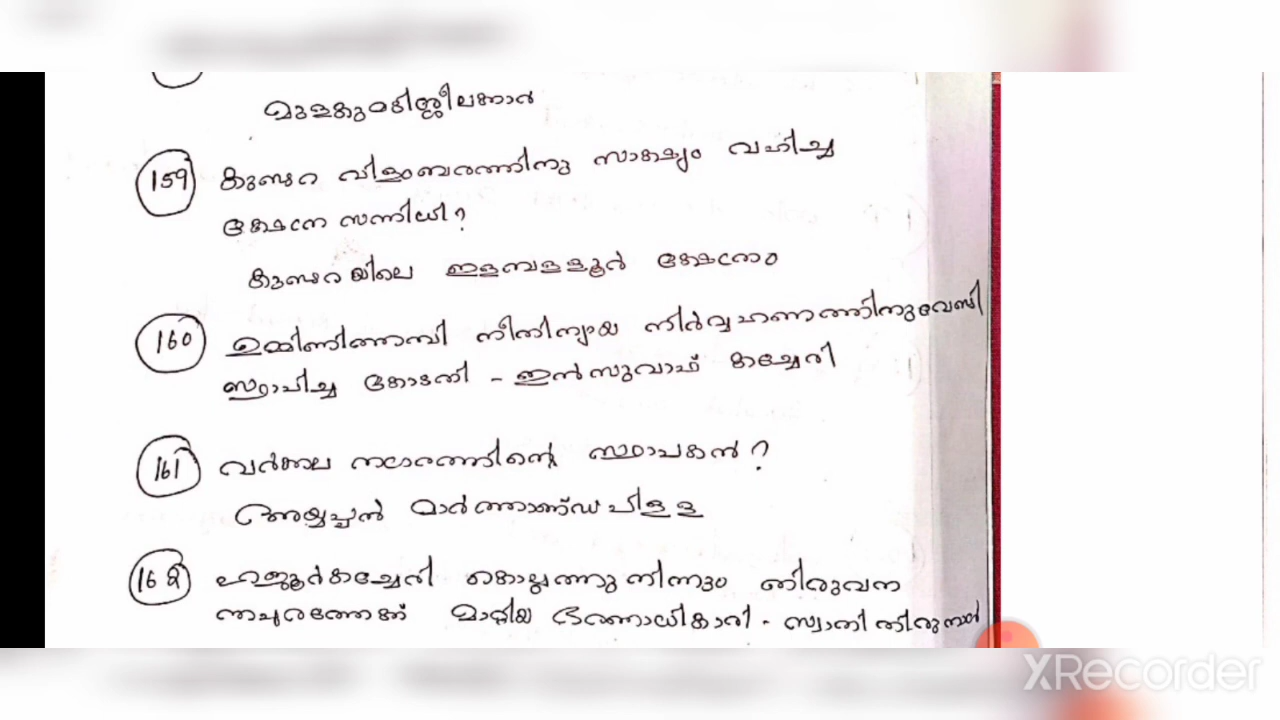 മുളകുമടിശ്ശീലക്കാർ
159 കുണ്ടറ വിളംബരത്തിനു സാക്ഷ്യം വഹിച്ച
ക്ഷേത്ര സന്നിധി?
കുണ്ടറയിലെ ഇളമ്പള്ളൂർ ക്ഷേത്രം
160 ഉമ്മിണിത്തമ്പി നീതിന്യായ നിർവ്വഹണത്തിനുവേണ്ടി
സ്ഥാപിച്ച കോടതി - ഇൻസുവാഫ് കച്ചേരി
161 വർക്കല നഗരത്തിന്റെ സ്ഥാപകൻ?
അയ്യപ്പൻ മാർത്താണ്ഡപിള്ള
162 ഹജൂർകച്ചേരി കൊല്ലത്തുനിന്നും തിരുവന
ന്തപുരത്തേക്ക് മാറ്റിയ ഭരണാധികാരി - സ്വാതി തിരുനാൾ
XRecorder